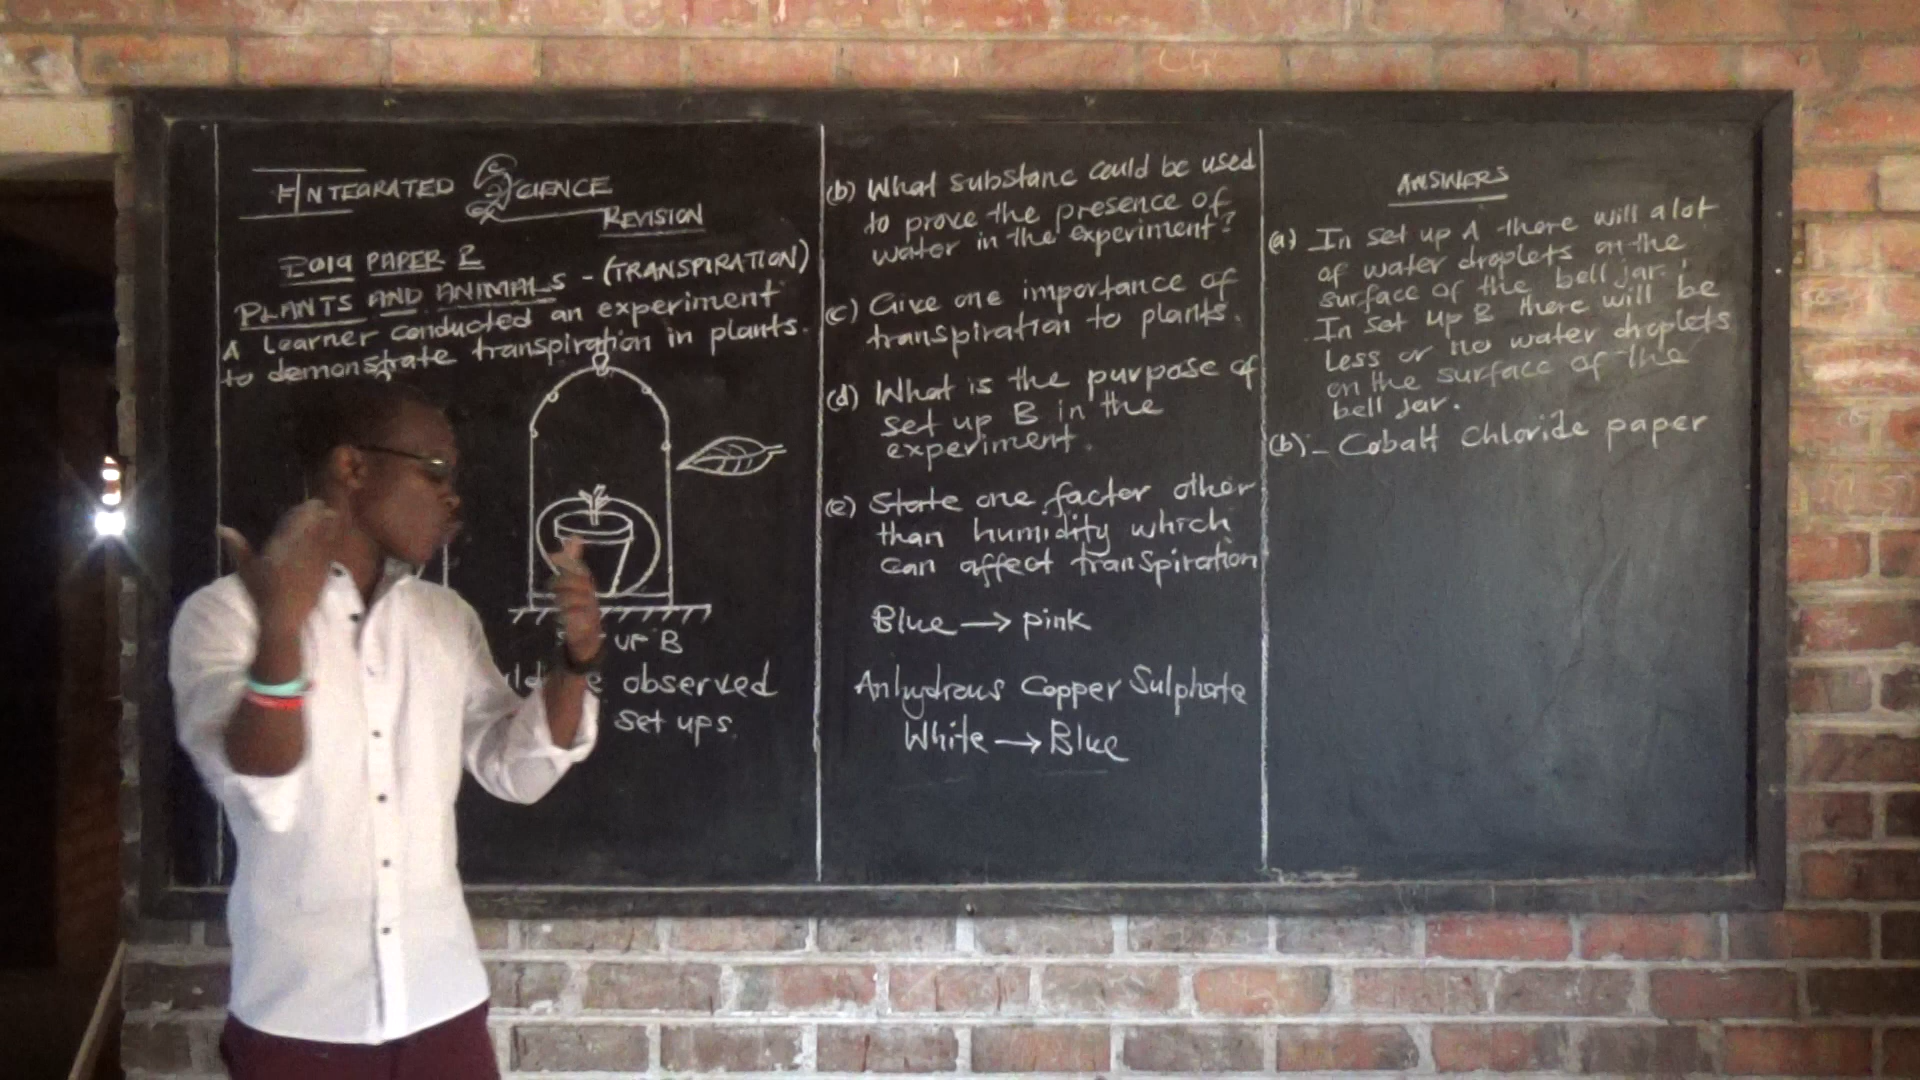 INTEGRATED SCIENCE
REVISION
2019 PAPER 2
PLANTS AND ANIMALS - (TRANSPIRATION)
A learner conducted an experiment
to demonstrate transpiration in plants.
UP B
observed
set ups.
(b) What substanc could be used
to prove the presence of
water in the experiment?
(c) Give one importance of
transpiration to plants.
(d) What is the purpose of
set up B in the
experiment.
(e) State one factor other
than humidity which
can affect transpiration
Blue → pink
Anhydrous Copper Sulphate
White → Blue
ANSWERS
(a) In set up A there will a lot
of water droplets on the
surface of the bell jar.
In Set up B there will be
Less or no water droplets
on the surface of the
bell Jar.
(b) - Cobalt Chloride paper